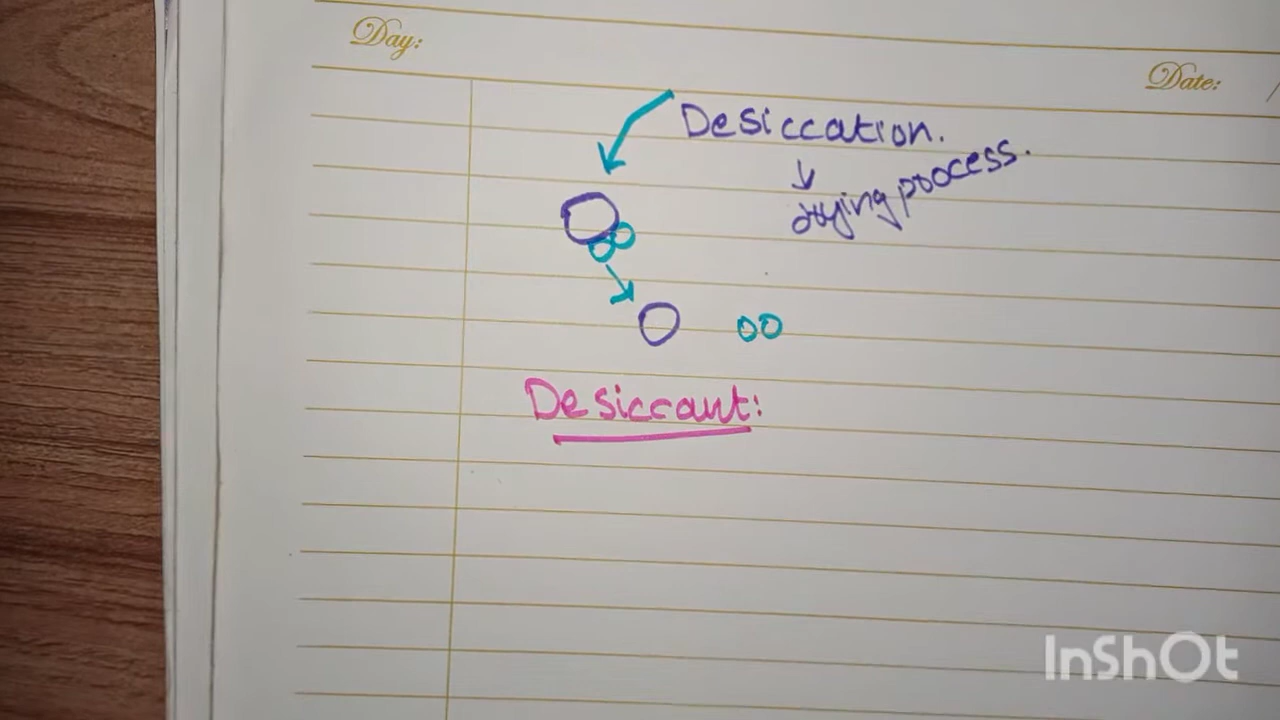 Day:
Date: /
Desiccation.
↓
drying process.
Desiccant:
InShOt